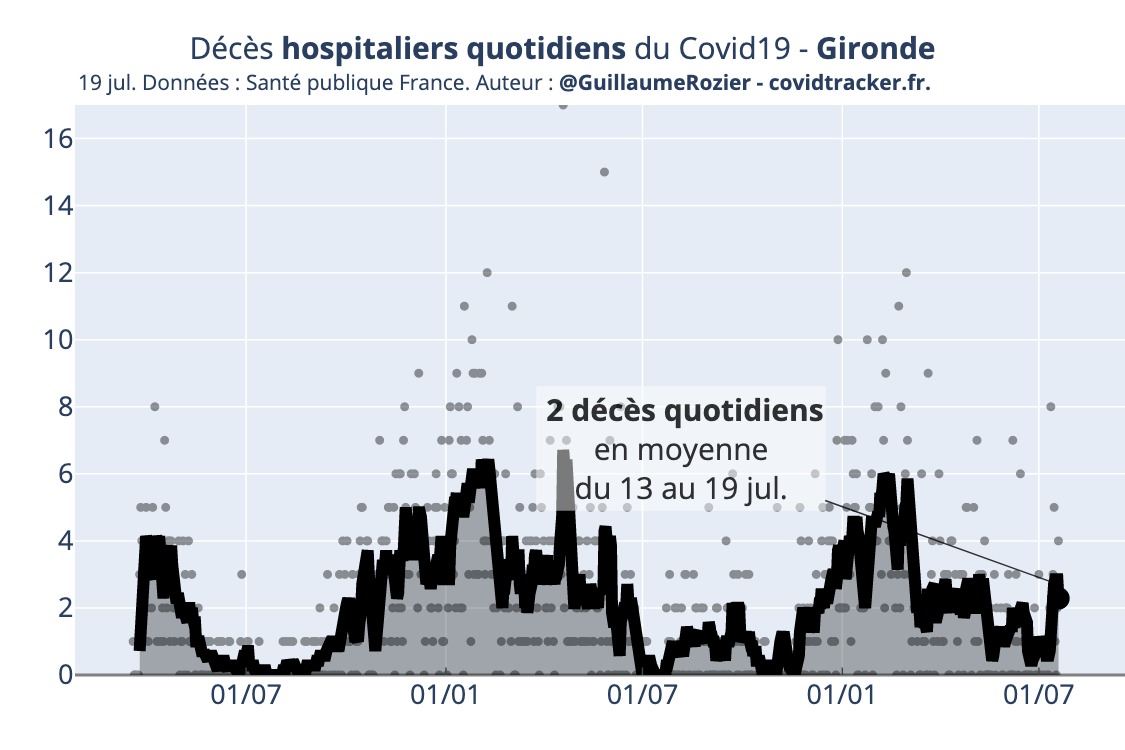 Décès hospitaliers quotidiens du Covid19 - Gironde
19 jul. Données : Santé publique France. Auteur : @GuillaumeRozier - covidtracker.fr.
16
14
12
10
8
6
4
2
0
2 décès quotidiens
en moyenne
du 13 au 19 jul.
01/07 01/01 01/07 01/01 01/07